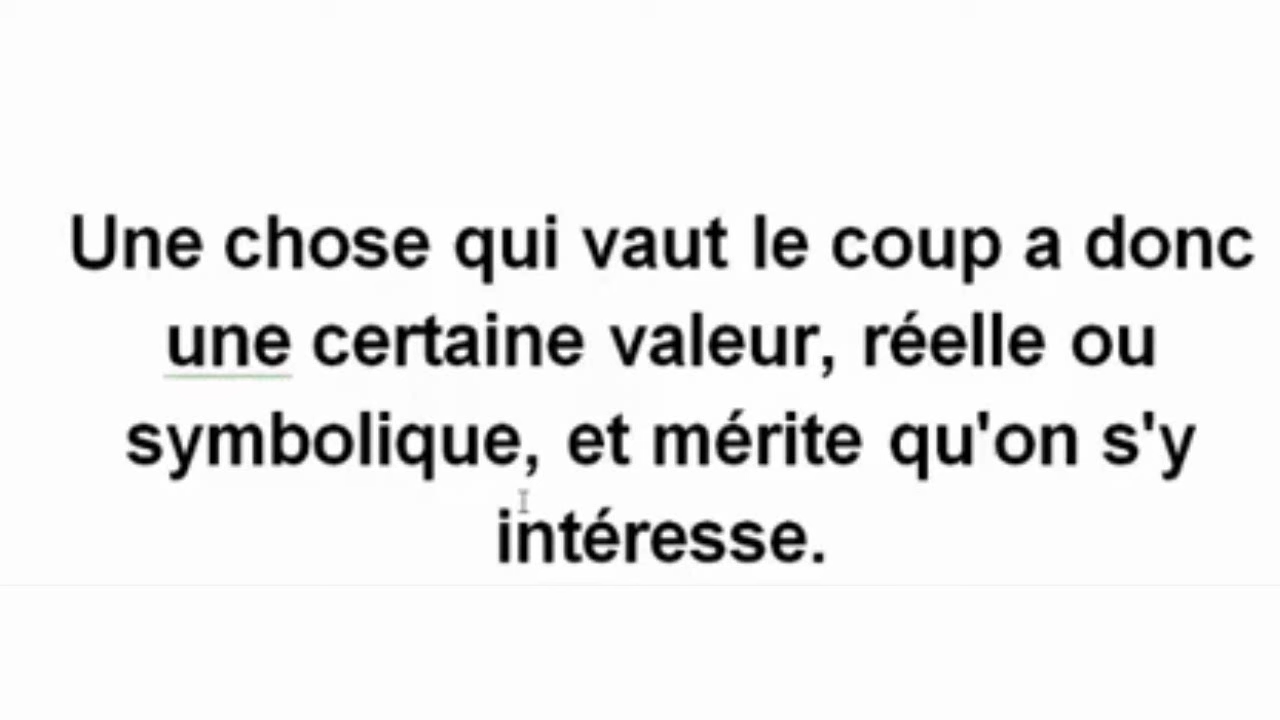 Une chose qui vaut le coup a donc
une certaine valeur, réelle ou
symbolique, et mérite qu'on s'y
intéresse.